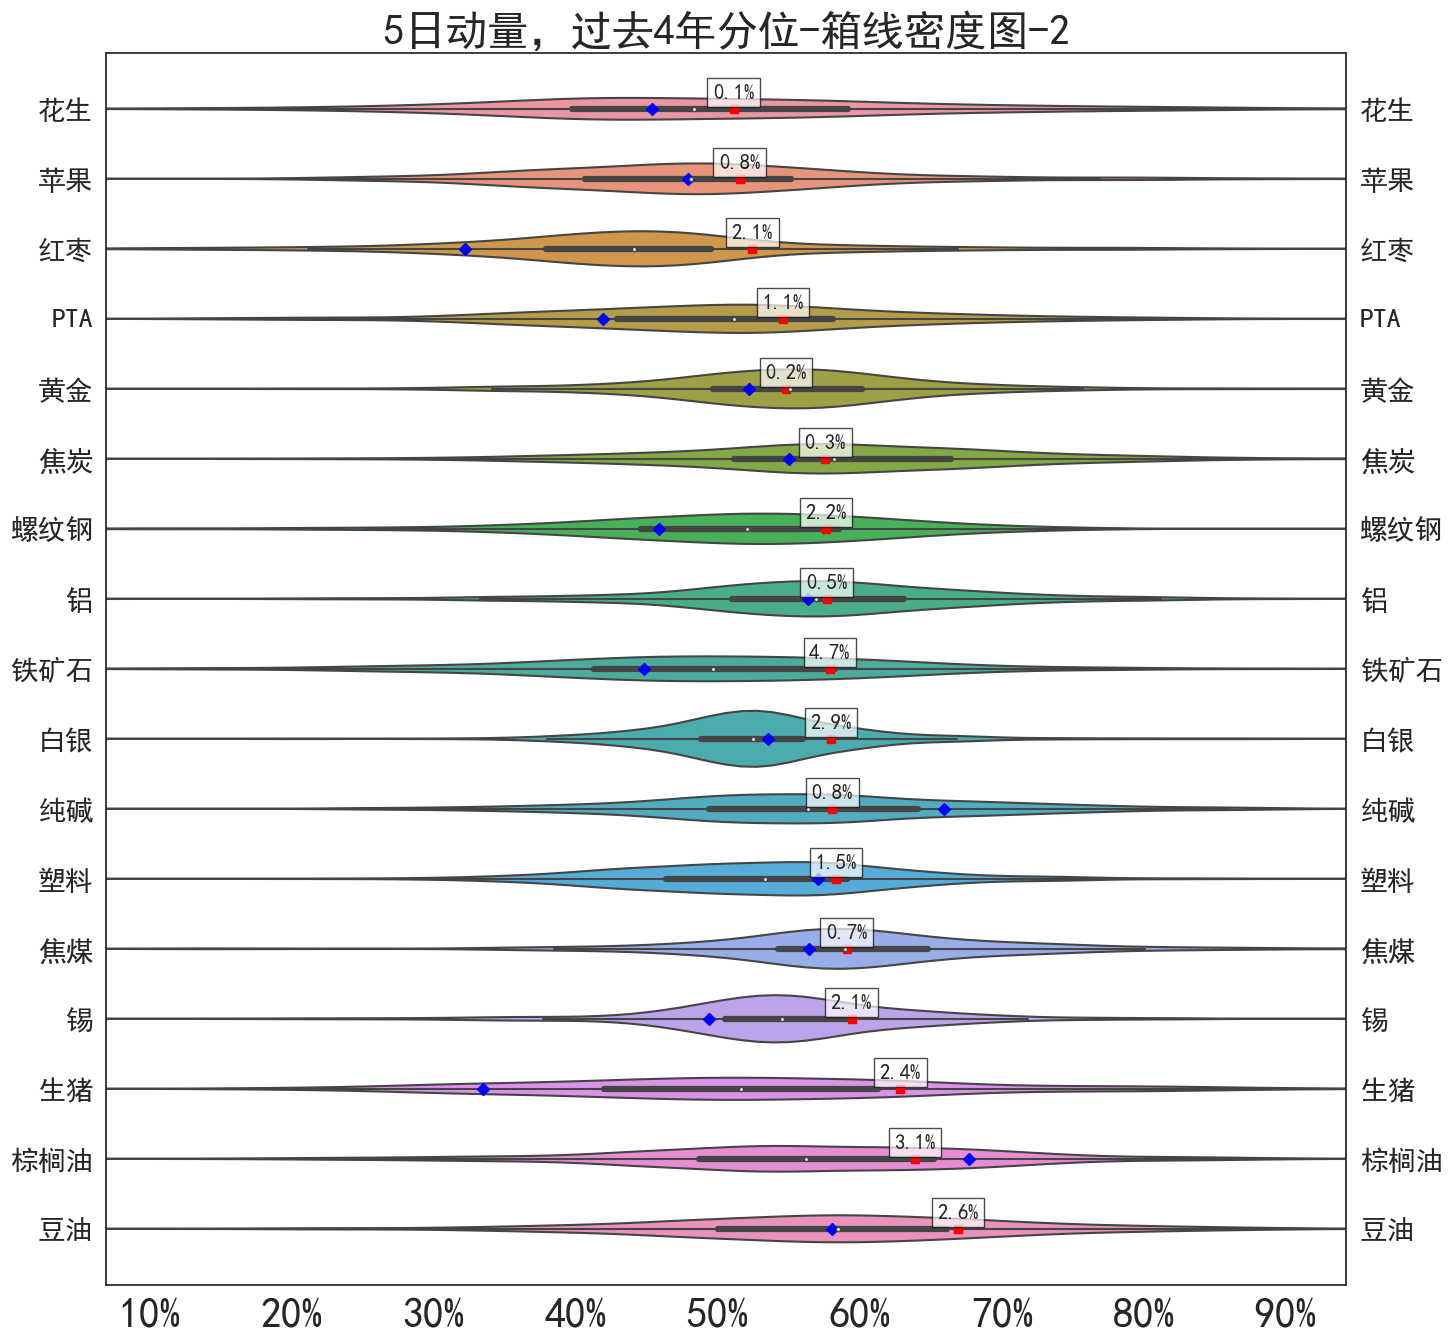 5日动量，过去4年分位-箱线密度图-2
花生 0.1% 花生
苹果 0.8% 苹果
红枣 2.1% 红枣
PTA 1.1% PTA
黄金 0.2% 黄金
焦炭 0.3% 焦炭
螺纹钢 2.2% 螺纹钢
铝 0.5% 铝
铁矿石 4.7% 铁矿石
白银 2.9% 白银
纯碱 0.8% 纯碱
塑料 1.5% 塑料
焦煤 0.7% 焦煤
锡 2.1% 锡
生猪 2.4% 生猪
棕榈油 3.1% 棕榈油
豆油 2.6% 豆油
10% 20% 30% 40% 50% 60% 70% 80% 90%